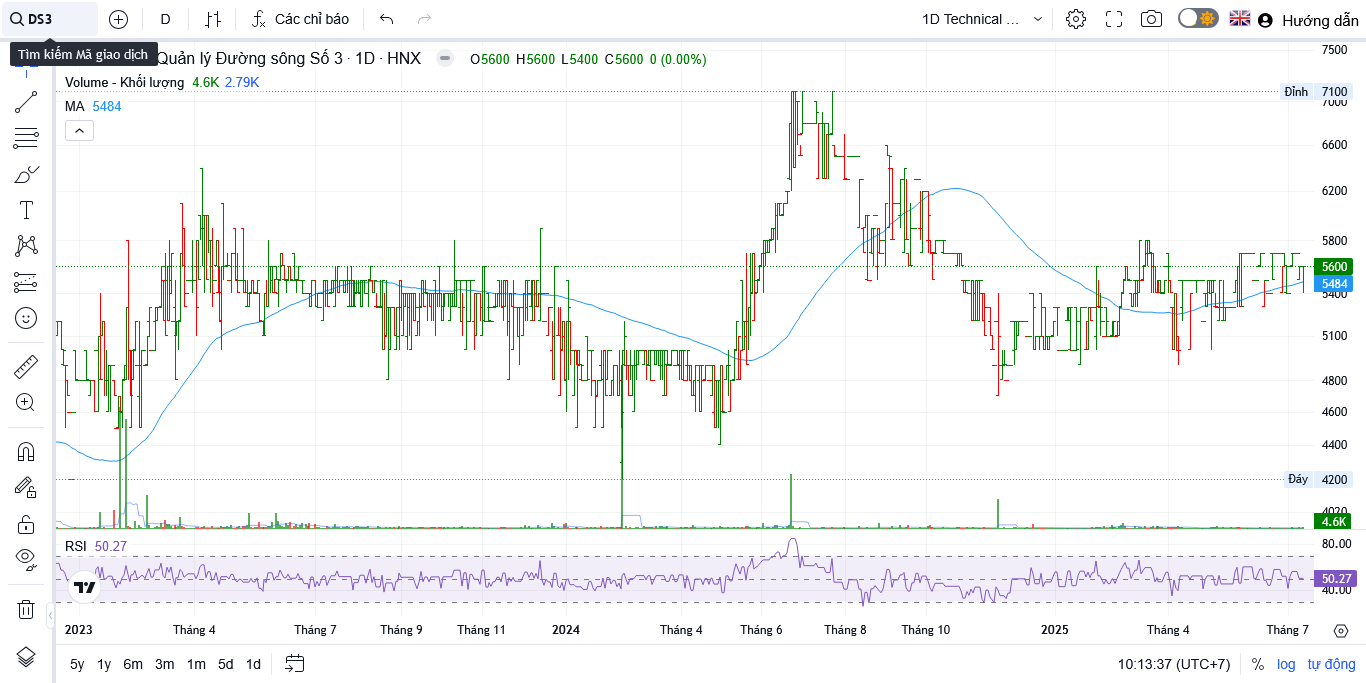 DS3
D
Các chỉ báo
1D Technical ...
Hướng dẫn
Tìm kiếm Mã giao dịch
Quản lý Đường sông Số 3 · 1D · HNX
O5600 H5600 L5400 C5600 0 (0.00%)
Volume - Khối lượng 4.6K 2.79K
MA 5484
7500
Đỉnh 7100
7000
6600
6200
5800
5600
5484
5400
5100
4800
4600
4400
Đáy 4200
4020
4.6K
RSI 50.27
80.00
50.27
40.00
2023 Tháng 4 Tháng 7 Tháng 9 Tháng 11 2024 Tháng 4 Tháng 6 Tháng 8 Tháng 10 2025 Tháng 4 Tháng 7
5y 1y 6m 3m 1m 5d 1d
10:13:37 (UTC+7) % log tự động